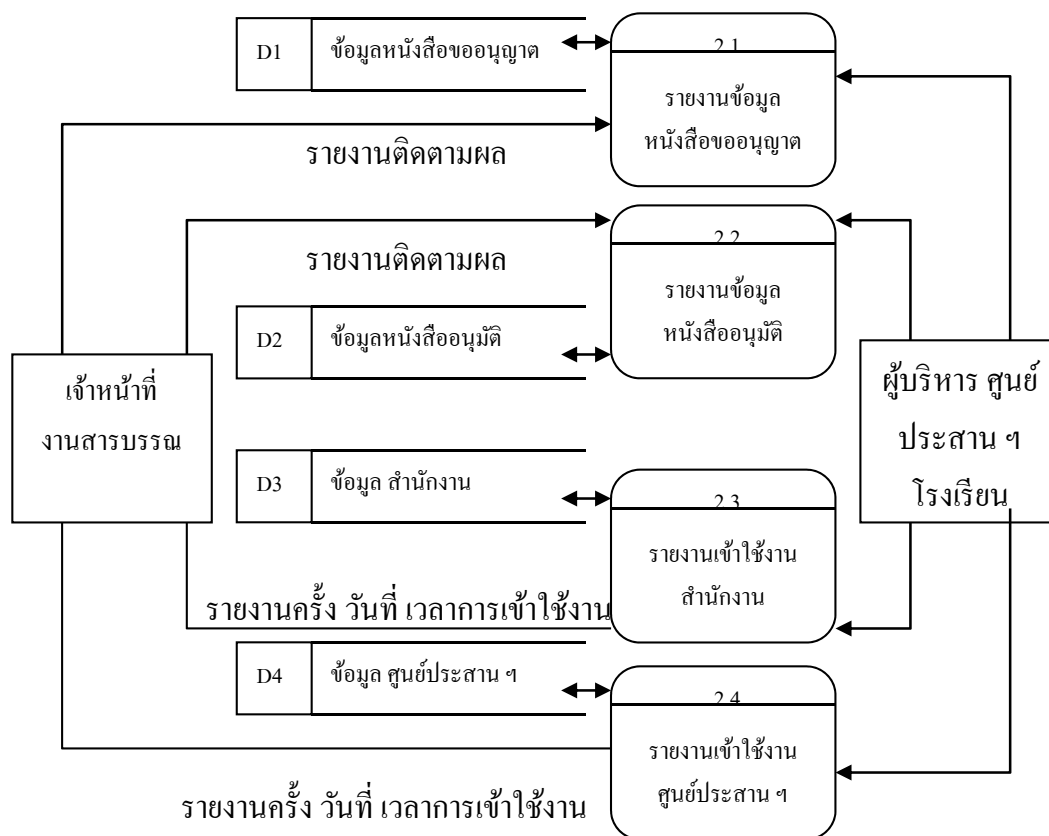 D1 ข้อมูลหนังสือขออนุญาต
2.1
รายงานข้อมูล
หนังสือขออนุญาต
รายงานติดตามผล
2.2
รายงานข้อมูล
หนังสืออนุมัติ
รายงานติดตามผล
D2 ข้อมูลหนังสืออนุมัติ
เจ้าหน้าที่
งานสารบรรณ
ผู้บริหาร ศูนย์
ประสาน ฯ
โรงเรียน
D3 ข้อมูล สำนักงาน
2.3
รายงานเข้าใช้งาน
สำนักงาน
รายงานครั้ง วันที่ เวลาการเข้าใช้งาน
D4 ข้อมูล ศูนย์ประสาน ฯ
2.4
รายงานเข้าใช้งาน
ศูนย์ประสาน ฯ
รายงานครั้ง วันที่ เวลาการเข้าใช้งาน